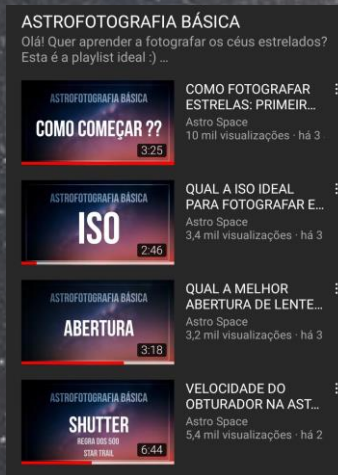 ASTROFOTOGRAFIA BÁSICA
Olá! Quer aprender a fotografar os céus estrelados?
Esta é a playlist ideal :) ...
ASTROFOTOGRAFIA BÁSICA
COMO COMEÇAR ??
3:25
COMO FOTOGRAFAR
ESTRELAS: PRIMEIR...
Astro Space
10 mil visualizações · há 3
ASTROFOTOGRAFIA BÁSICA
ISO
2:46
QUAL A ISO IDEAL
PARA FOTOGRAFAR E...
Astro Space
3,4 mil visualizações · há 3
ASTROFOTOGRAFIA BÁSICA
ABERTURA
3:18
QUAL A MELHOR
ABERTURA DE LENTE...
Astro Space
3,2 mil visualizações · há 3
ASTROFOTOGRAFIA BÁSICA
SHUTTER
REGRA DOS 500
STAR TRAIL
6:44
VELOCIDADE DO
OBTURADOR NA AST...
Astro Space
5,4 mil visualizações · há 2